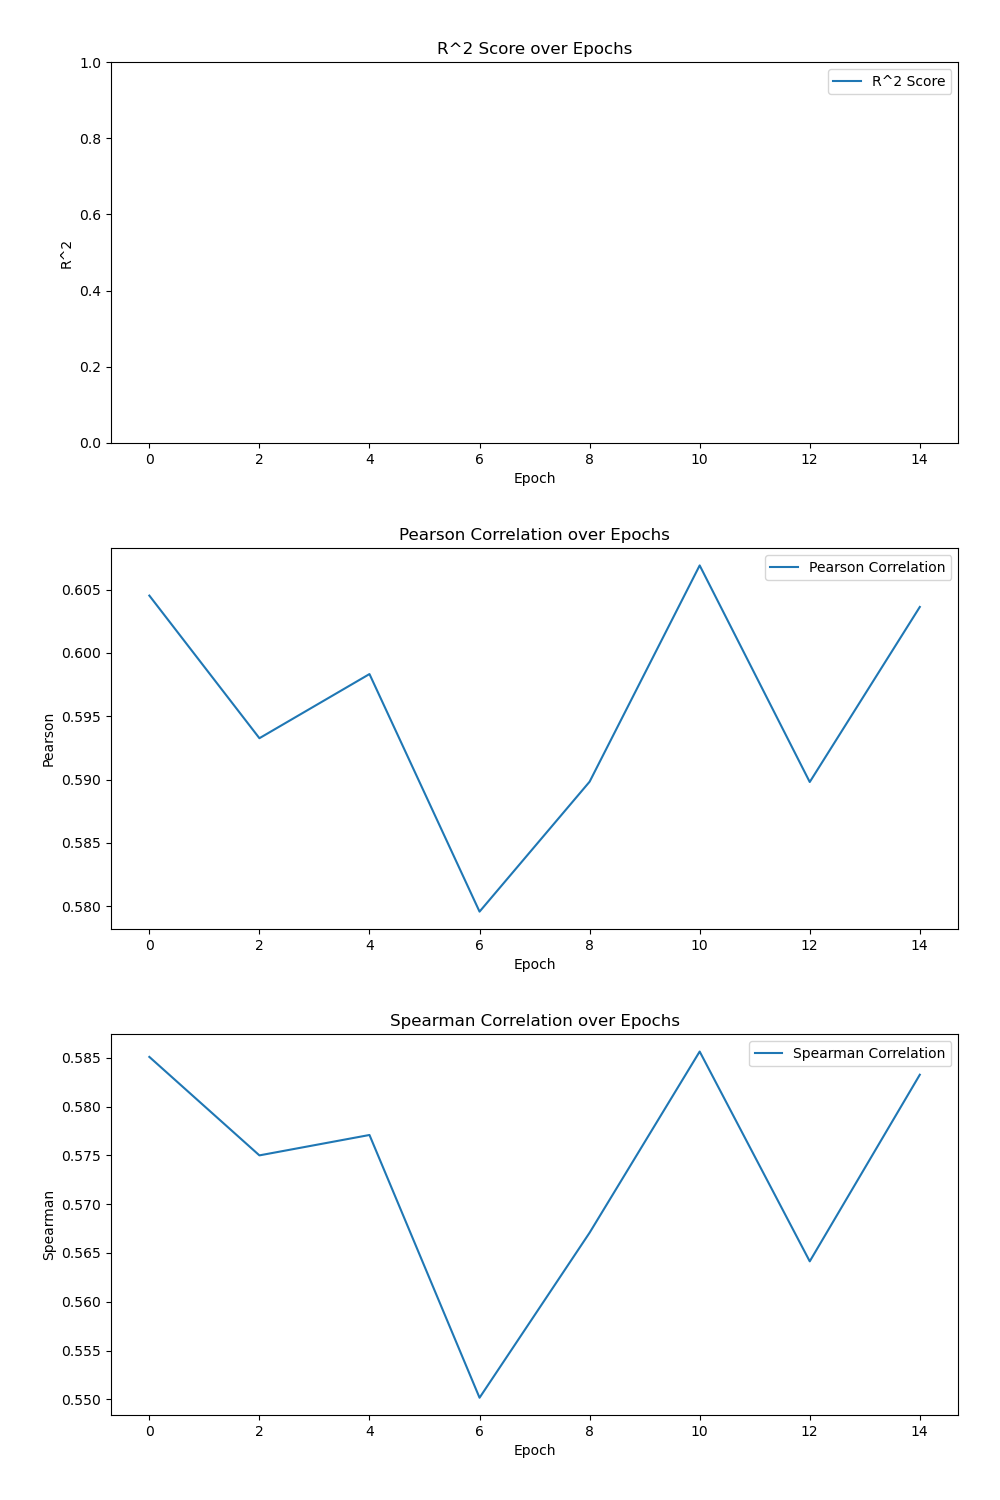 R^2 Score over Epochs
1.0
R^2 Score
0.8
0.6
R^2
0.4
0.2
0.0
0 2 4 6 8 10 12 14
Epoch
Pearson Correlation over Epochs
Pearson Correlation
0.605
0.600
0.595
Pearson
0.590
0.585
0.580
0 2 4 6 8 10 12 14
Epoch
Spearman Correlation over Epochs
Spearman Correlation
0.585
0.580
0.575
0.570
Spearman
0.565
0.560
0.555
0.550
0 2 4 6 8 10 12 14
Epoch